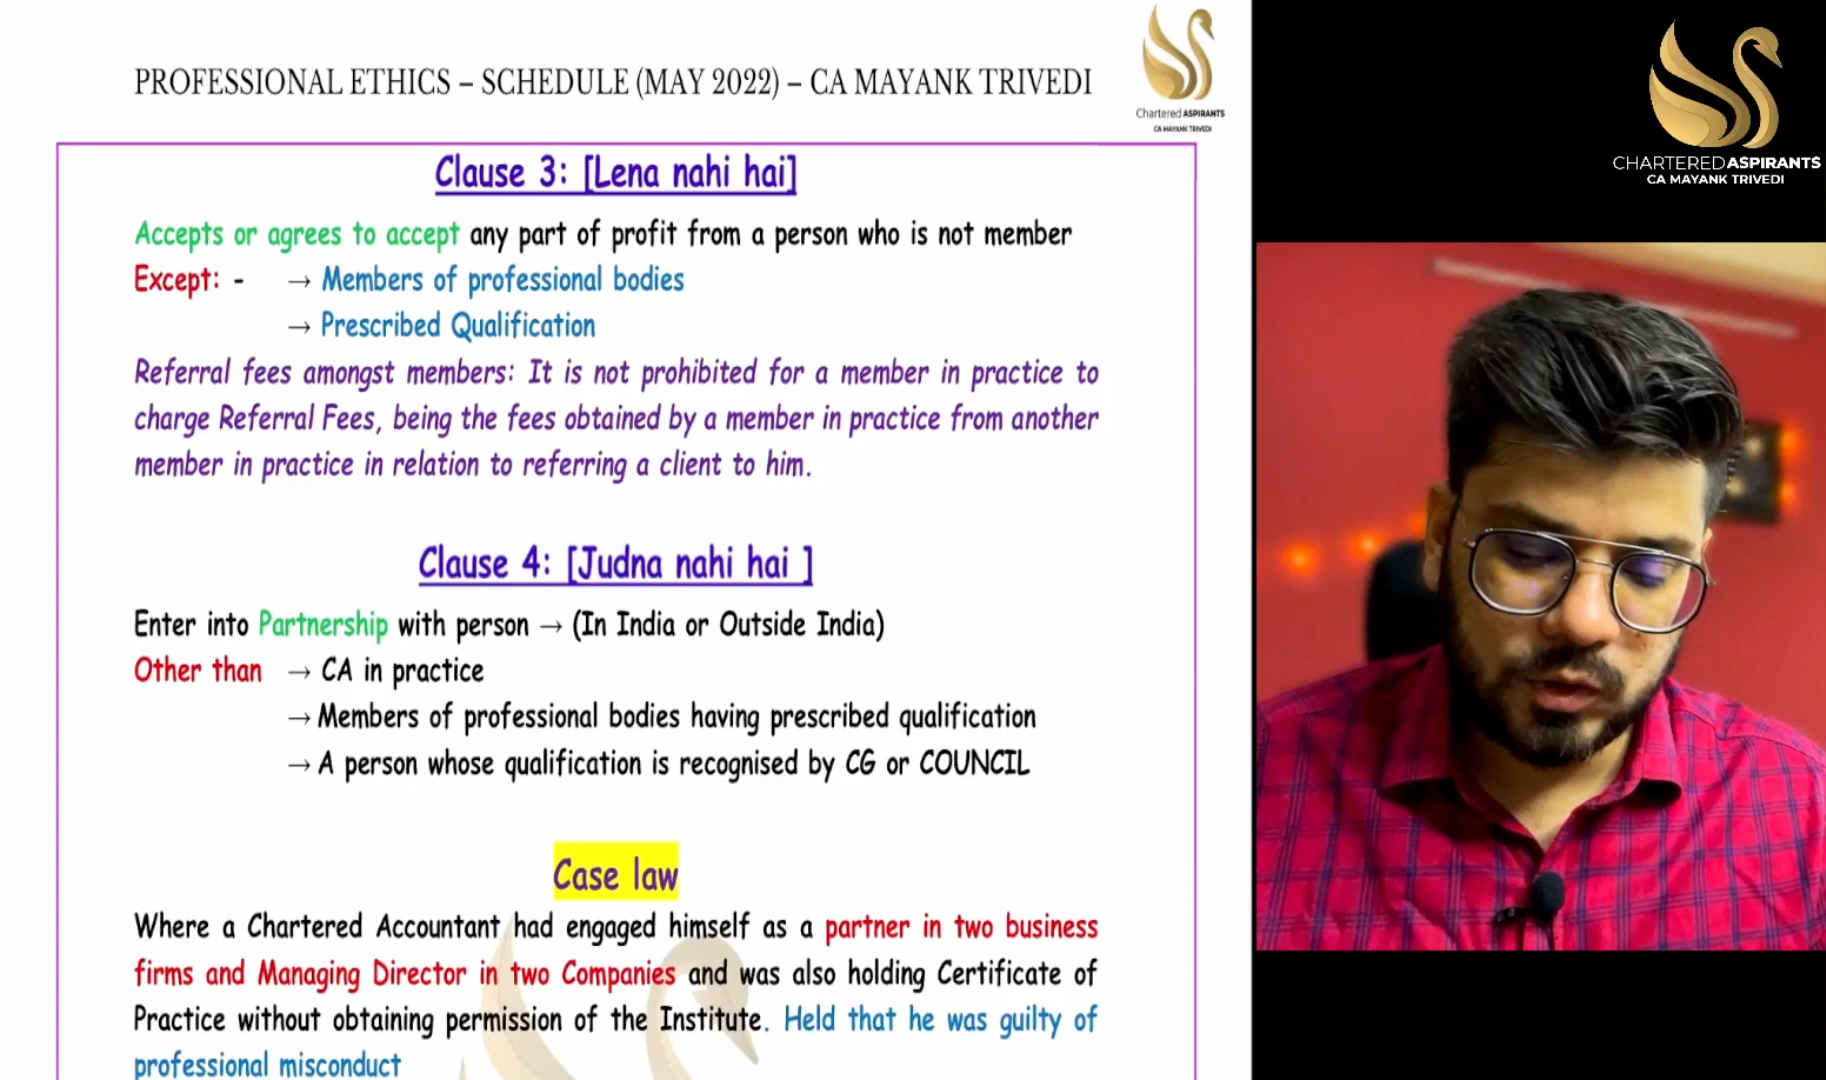 PROFESSIONAL ETHICS – SCHEDULE (MAY 2022) – CA MAYANK TRIVEDI
Chartered ASPIRANTS
CA MAYANK TRIVEDI
Clause 3: [Lena nahi hai]
Accepts or agrees to accept any part of profit from a person who is not member
Except: - → Members of professional bodies
→ Prescribed Qualification
Referral fees amongst members: It is not prohibited for a member in practice to
charge Referral Fees, being the fees obtained by a member in practice from another
member in practice in relation to referring a client to him.
Clause 4: [Judna nahi hai ]
Enter into Partnership with person → (In India or Outside India)
Other than → CA in practice
→ Members of professional bodies having prescribed qualification
→ A person whose qualification is recognised by CG or COUNCIL
Case law
Where a Chartered Accountant had engaged himself as a partner in two business
firms and Managing Director in two Companies and was also holding Certificate of
Practice without obtaining permission of the Institute. Held that he was guilty of
professional misconduct
CHARTERED ASPIRANTS
CA MAYANK TRIVEDI